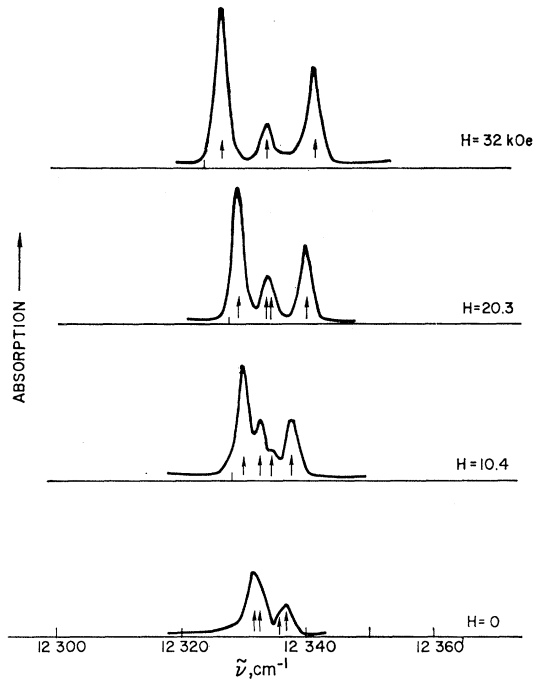 H = 32 kOe
H = 20.3
ABSORPTION
H = 10.4
H = 0
12 300
12 320
12 340
12 360
ν̃, cm⁻¹